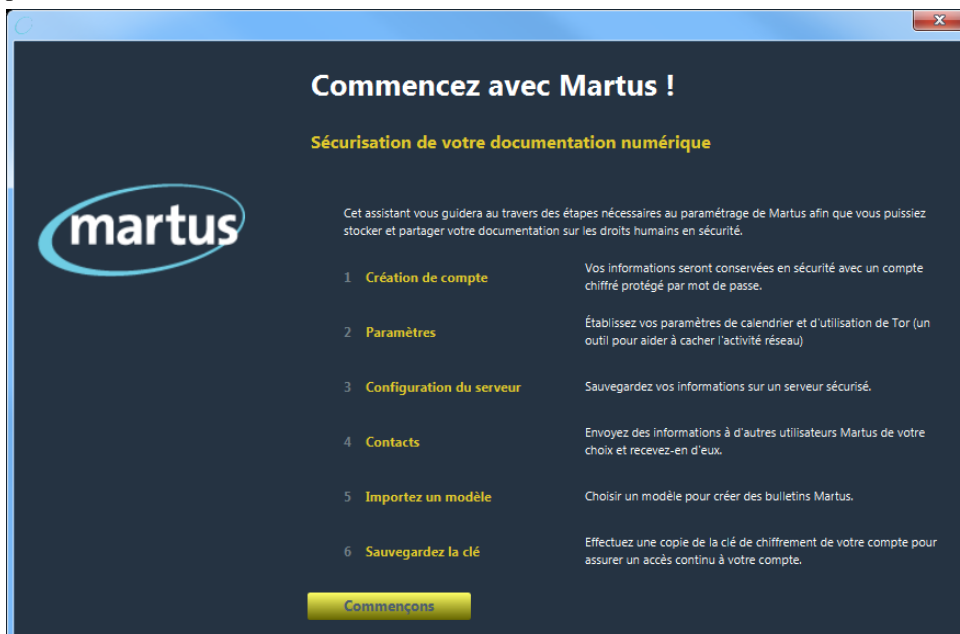 Commencez avec Martus !
Sécurisation de votre documentation numérique
martus
Cet assistant vous guidera au travers des étapes nécessaires au paramétrage de Martus afin que vous puissiez
stocker et partager votre documentation sur les droits humains en sécurité.
1 Création de compte
Vos informations seront conservées en sécurité avec un compte
chiffré protégé par mot de passe.
2 Paramètres
Établissez vos paramètres de calendrier et d'utilisation de Tor (un
outil pour aider à cacher l'activité réseau)
3 Configuration du serveur
Sauvegardez vos informations sur un serveur sécurisé.
4 Contacts
Envoyez des informations à d'autres utilisateurs Martus de votre
choix et recevez-en d'eux.
5 Importez un modèle
Choisir un modèle pour créer des bulletins Martus.
6 Sauvegardez la clé
Effectuez une copie de la clé de chiffrement de votre compte pour
assurer un accès continu à votre compte.
Commençons